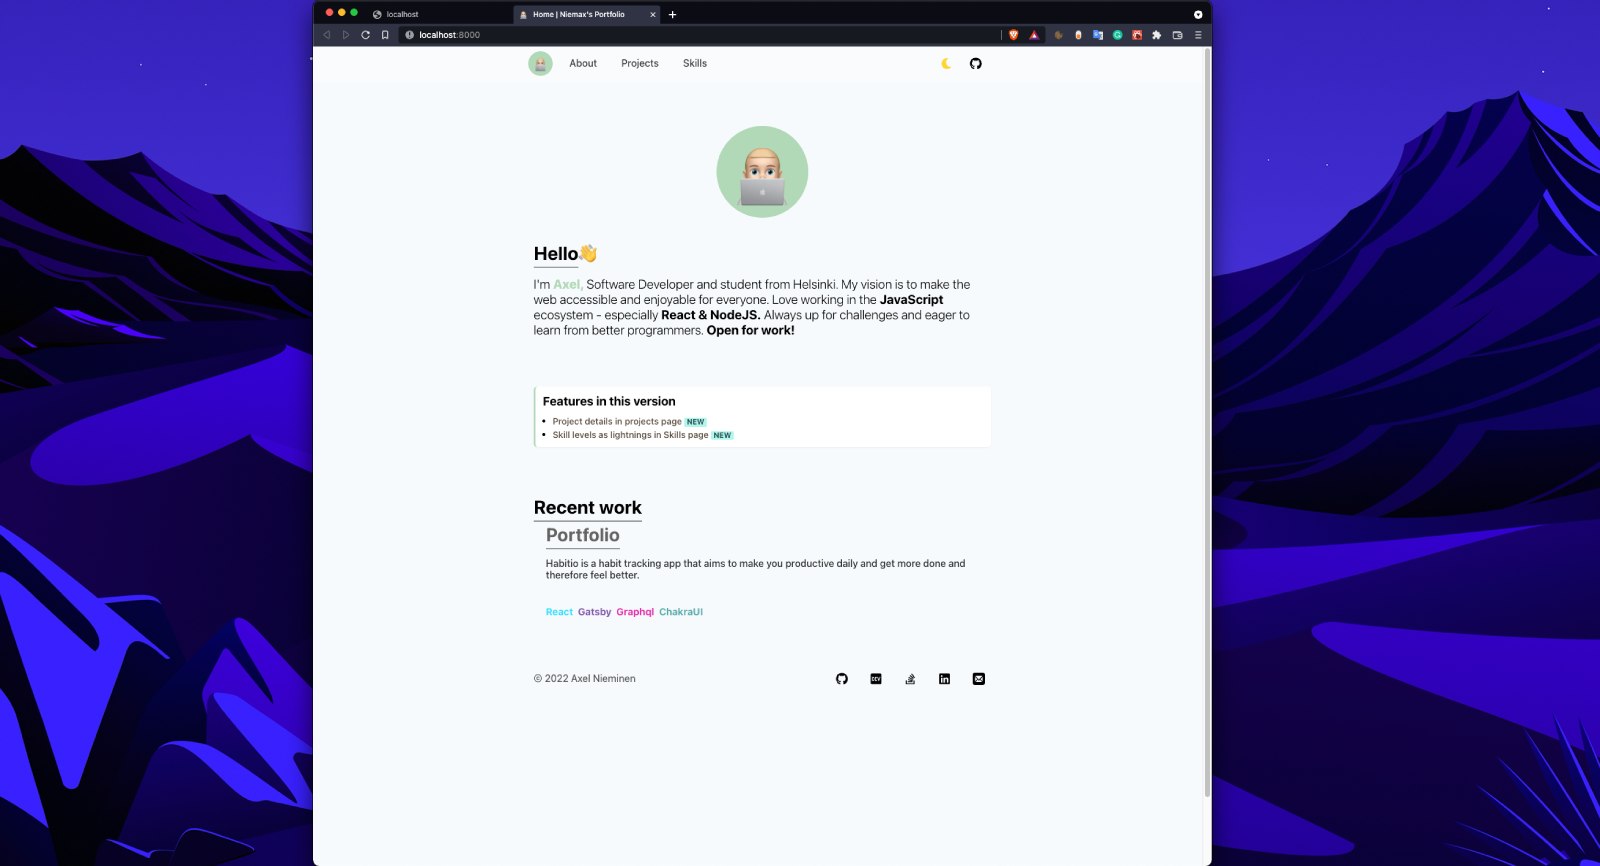 localhost
Home | Niemax's Portfolio
localhost:8000
About Projects Skills
Hello👋
I'm Axel, Software Developer and student from Helsinki. My vision is to make the
web accessible and enjoyable for everyone. Love working in the JavaScript
ecosystem - especially React & NodeJS. Always up for challenges and eager to
learn from better programmers. Open for work!
Features in this version
• Project details in projects page NEW
• Skill levels as lightnings in Skills page NEW
Recent work
Portfolio
Habitio is a habit tracking app that aims to make you productive daily and get more done and
therefore feel better.
React Gatsby Graphql ChakraUI
© 2022 Axel Nieminen
DEV
in